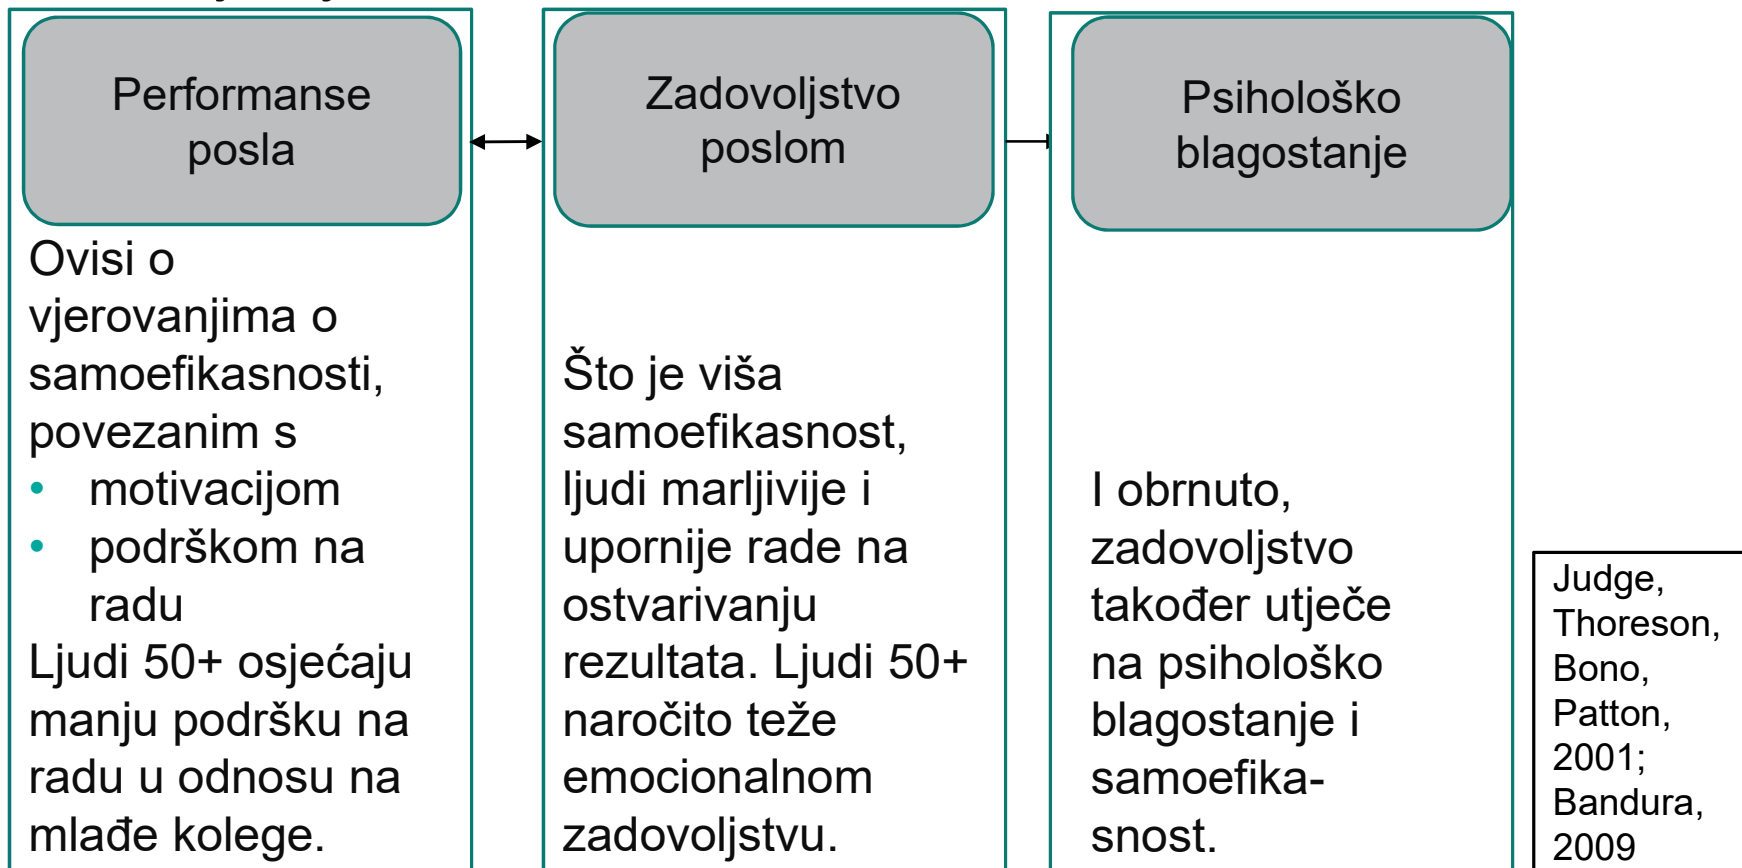 Performanse
posla
Ovisi o
vjerovanjima o
samoefikasnosti,
povezanim s
• motivacijom
• podrškom na
radu
Ljudi 50+ osjećaju
manju podršku na
radu u odnosu na
mlađe kolege.
Zadovoljstvo
poslom
Što je viša
samoefikasnost,
ljudi marljivije i
upornije rade na
ostvarivanju
rezultata. Ljudi 50+
naročito teže
emocionalnom
zadovoljstvu.
Psihološko
blagostanje
I obrnuto,
zadovoljstvo
također utječe
na psihološko
blagostanje i
samoefika-
snost.
Judge,
Thoreson,
Bono,
Patton,
2001;
Bandura,
2009